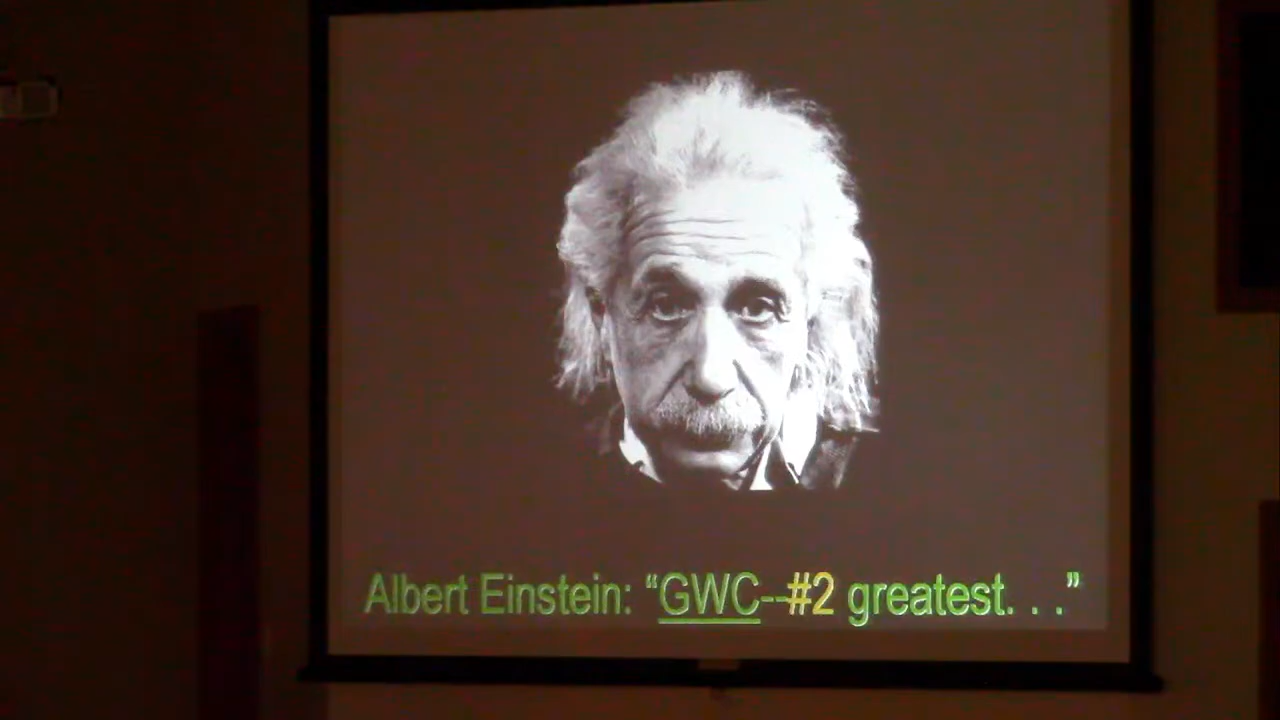 Albert Einstein: “GWC--#2 greatest. . .”